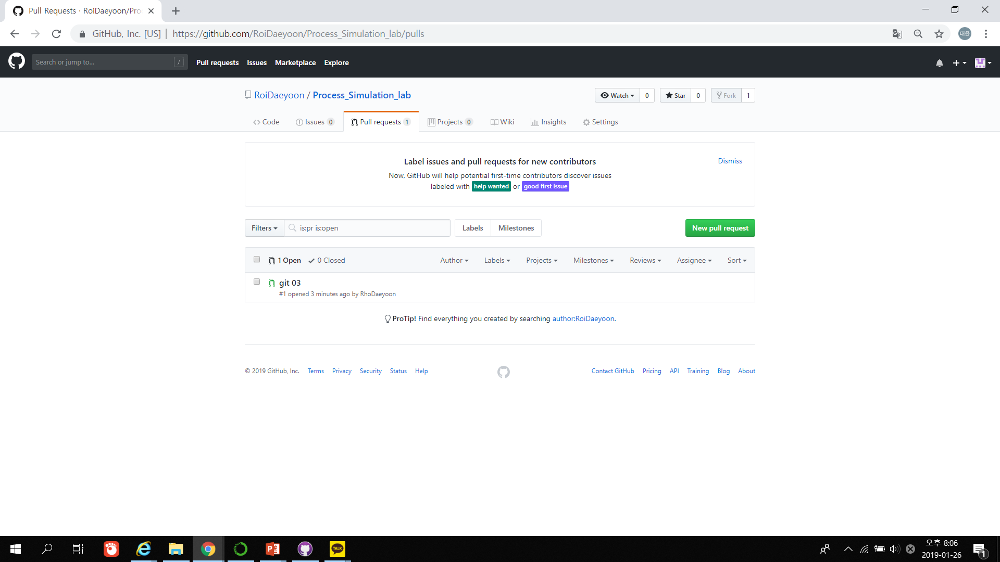 Pull Requests · RoiDaeyoon/Pro
GitHub, Inc. [US] | https://github.com/RoiDaeyoon/Process_Simulation_lab/pulls
대윤
Search or jump to...
/
Pull requests
Issues
Marketplace
Explore
RoiDaeyoon / Process_Simulation_lab
Watch 0
Star 0
Fork 1
Code
Issues 0
Pull requests 1
Projects 0
Wiki
Insights
Settings
Label issues and pull requests for new contributors
Dismiss
Now, GitHub will help potential first-time contributors discover issues
labeled with help wanted or good first issue
Filters
is:pr is:open
Labels
Milestones
New pull request
1 Open
0 Closed
Author
Labels
Projects
Milestones
Reviews
Assignee
Sort
git 03
#1 opened 3 minutes ago by RhoDaeyoon
ProTip! Find everything you created by searching author:RoiDaeyoon.
© 2019 GitHub, Inc.
Terms
Privacy
Security
Status
Help
Contact GitHub
Pricing
API
Training
Blog
About
TALK
오후 8:06
2019-01-26
1